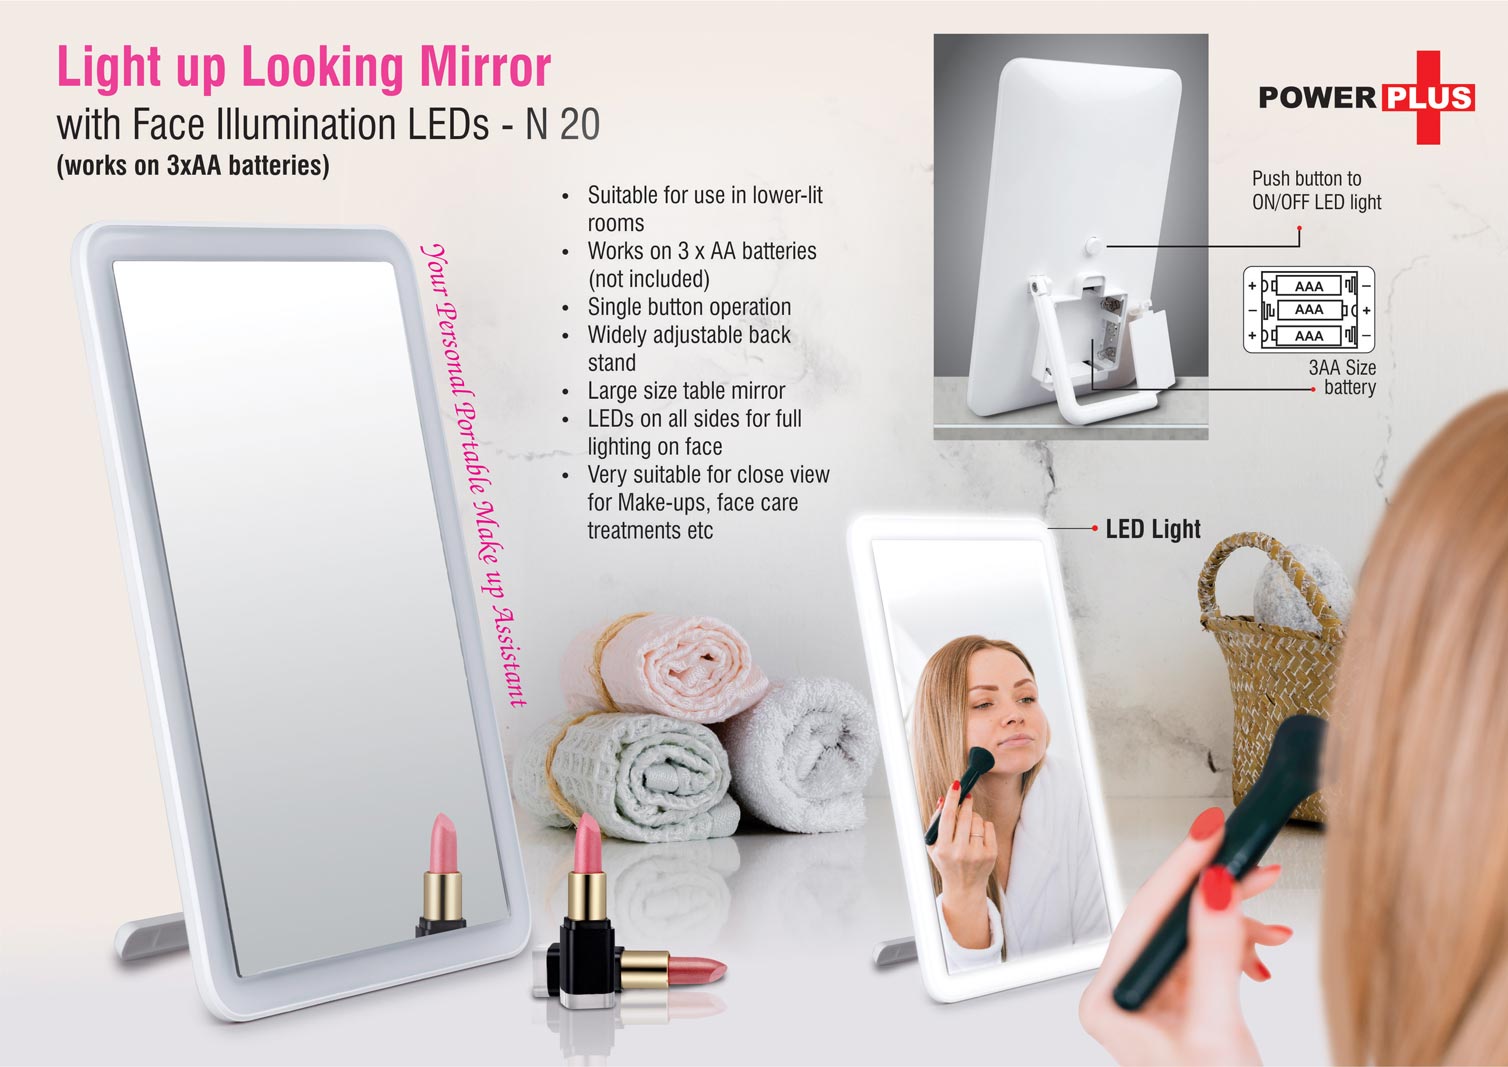 Light up Looking Mirror
with Face Illumination LEDs - N 20
(works on 3xAA batteries)
POWER PLUS
Your Personal Portable Make up Assistant
• Suitable for use in lower-lit
rooms
• Works on 3 x AA batteries
(not included)
• Single button operation
• Widely adjustable back
stand
• Large size table mirror
• LEDs on all sides for full
lighting on face
• Very suitable for close view
for Make-ups, face care
treatments etc
Push button to
ON/OFF LED light
+ AAA –
– AAA +
+ AAA –
3AA Size
battery
LED Light